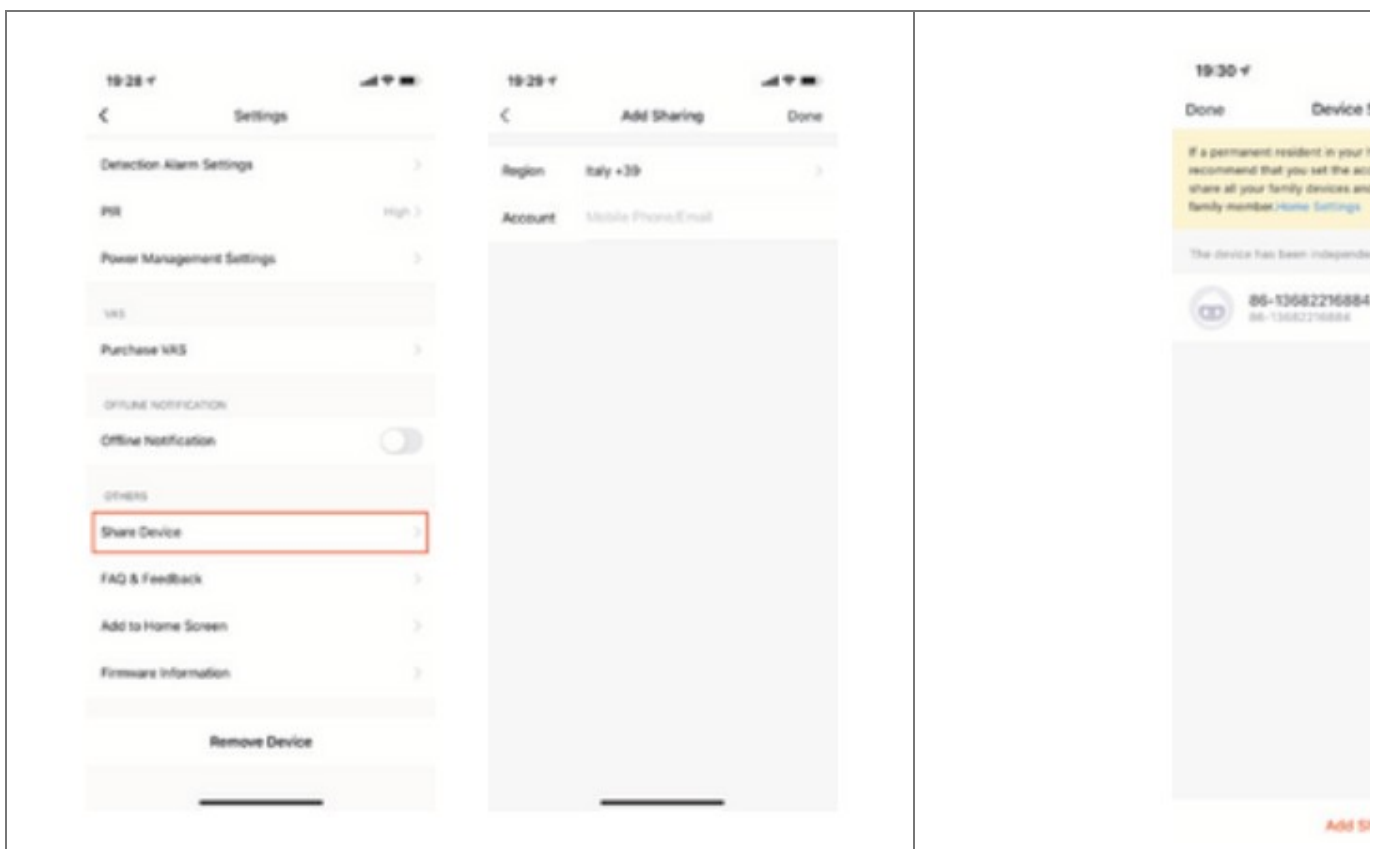 19:28
Settings
Detection Alarm Settings
PIR High
Power Management Settings
VAS
Purchase VAS
OFFLINE NOTIFICATION
Offline Notification
OTHERS
Share Device
FAQ & Feedback
Add to Home Screen
Firmware Information
Remove Device
19:29
Add Sharing Done
Region Italy +39
Account Mobile Phone/Email
19:30
Done Device
If a permanent resident in your
recommend that you set the
share all your family devices
family member.Home Settings
The device has been
86-13682216884
86-13682216884
Add